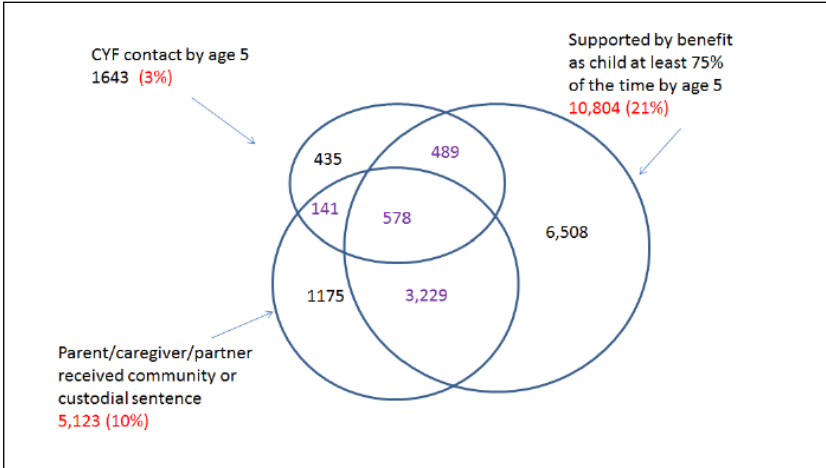 CYF contact by age 5
1643 (3%)
Supported by benefit
as child at least 75%
of the time by age 5
10,804 (21%)
435
489
141
578
6,508
1175
3,229
Parent/caregiver/partner
received community or
custodial sentence
5,123 (10%)